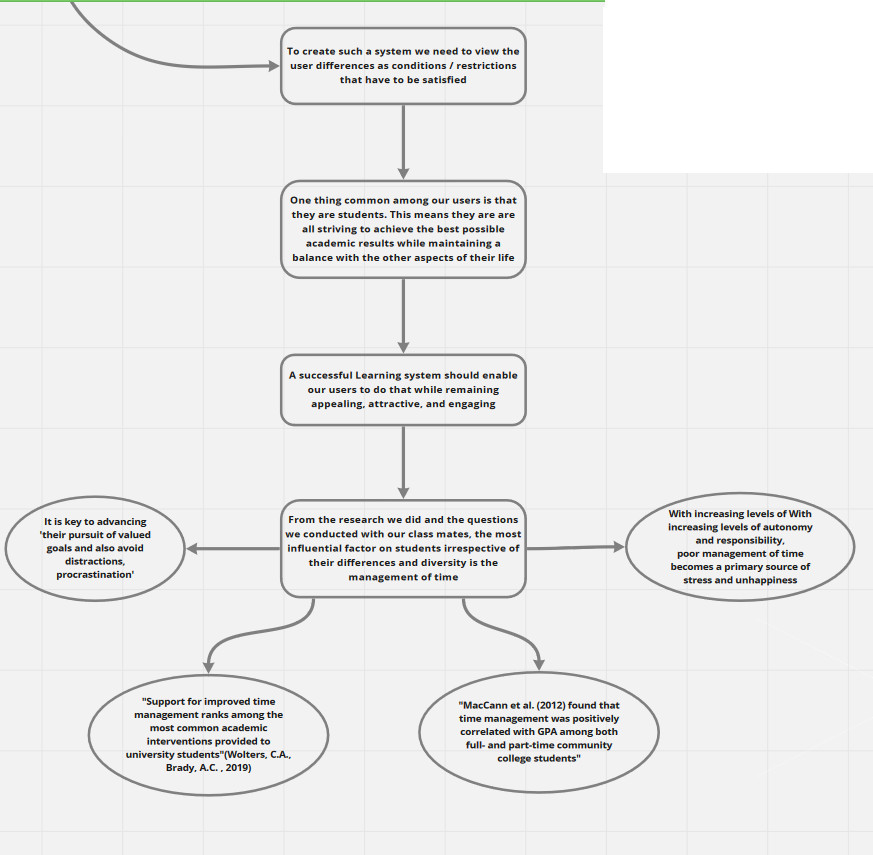 To create such a system we need to view the
user differences as conditions / restrictions
that have to be satisfied
One thing common among our users is that
they are students. This means they are are
all striving to achieve the best possible
academic results while maintaining a
balance with the other aspects of their life
A successful Learning system should enable
our users to do that while remaining
appealing, attractive, and engaging
From the research we did and the questions
we conducted with our class mates, the most
influential factor on students irrespective of
their differences and diversity is the
management of time
It is key to advancing
'their pursuit of valued
goals and also avoid
distractions,
procrastination'
With increasing levels of With
increasing levels of autonomy
and responsibility,
poor management of time
becomes a primary source of
stress and unhappiness
"Support for improved time
management ranks among the
most common academic
interventions provided to
university students"(Wolters, C.A.,
Brady, A.C. , 2019)
"MacCann et al. (2012) found that
time management was positively
correlated with GPA among both
full- and part-time community
college students"